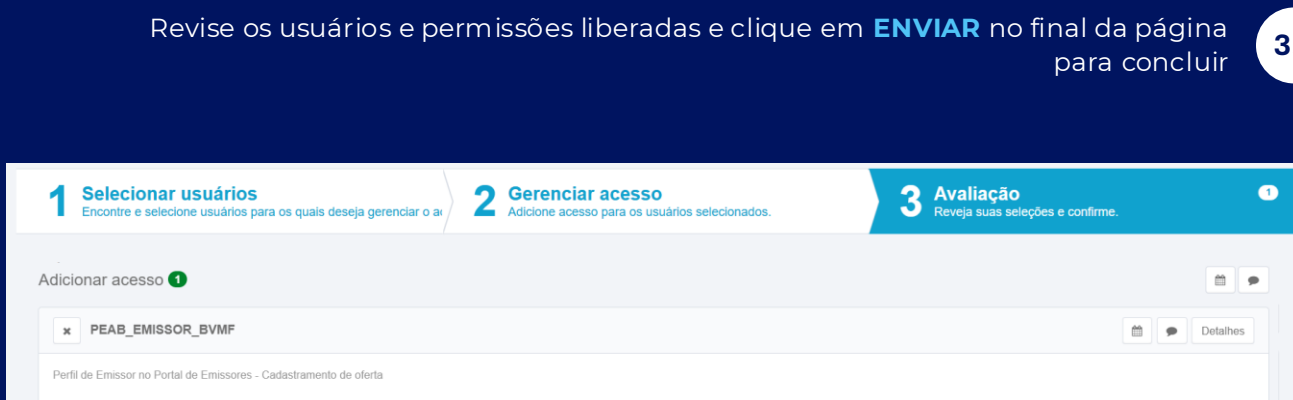 Revise os usuários e permissões liberadas e clique em ENVIAR no final da página
para concluir
3
1 Selecionar usuários
Encontre e selecione usuários para os quais deseja gerenciar o
2 Gerenciar acesso
Adicione acesso para os usuários selecionados.
3 Avaliação
Reveja suas seleções e confirme.
1
Adicionar acesso 1
PEAB_EMISSOR_BVMF
Detalhes
Perfil de Emissor no Portal de Emissores - Cadastramento de oferta